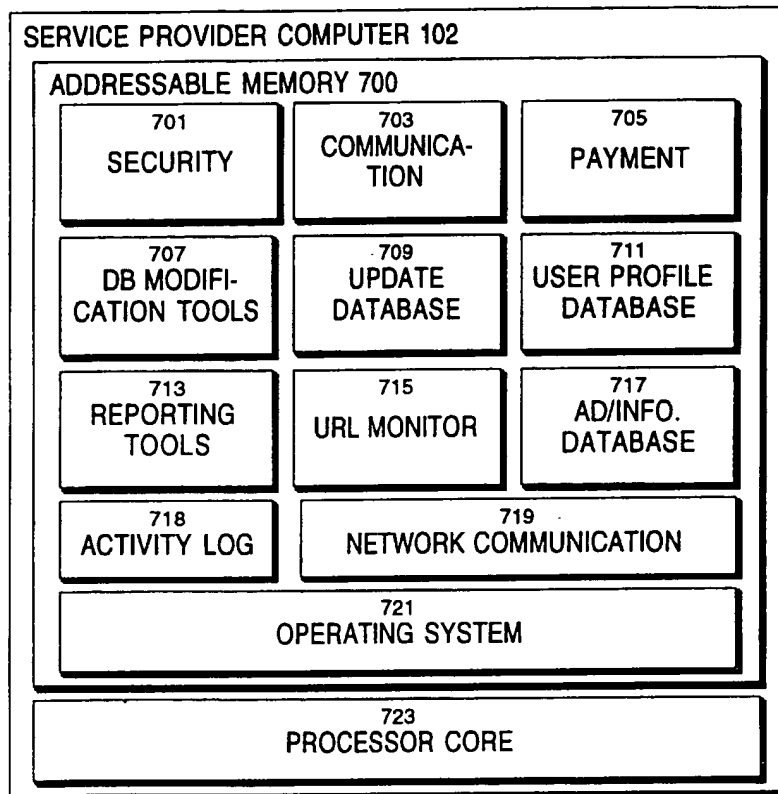 SERVICE PROVIDER COMPUTER 102
ADDRESSABLE MEMORY 700
701
SECURITY
703
COMMUNICA-
TION
705
PAYMENT
707
DB MODIFI-
CATION TOOLS
709
UPDATE
DATABASE
711
USER PROFILE
DATABASE
713
REPORTING
TOOLS
715
URL MONITOR
717
AD/INFO.
DATABASE
718
ACTIVITY LOG
719
NETWORK COMMUNICATION
721
OPERATING SYSTEM
723
PROCESSOR CORE